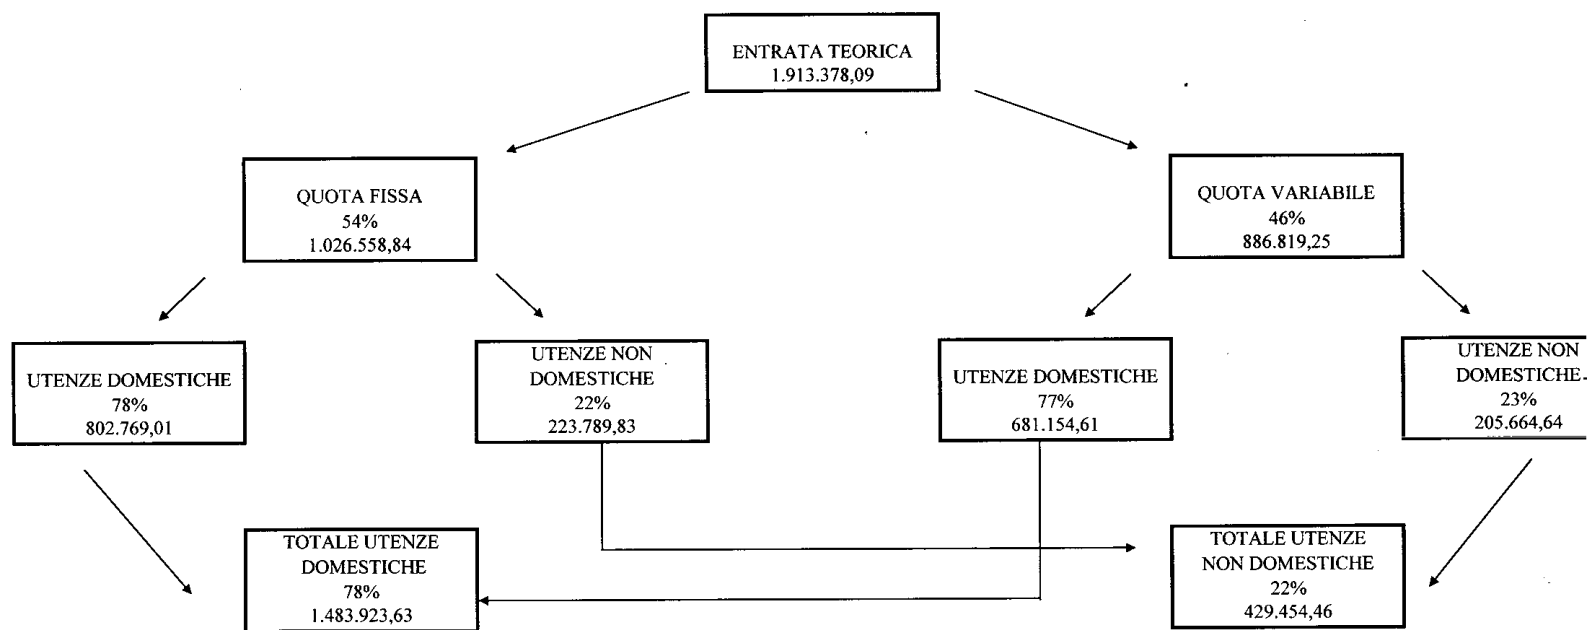 ENTRATA TEORICA
1.913.378,09
QUOTA FISSA
54%
1.026.558,84
QUOTA VARIABILE
46%
886.819,25
UTENZE DOMESTICHE
78%
802.769,01
UTENZE NON
DOMESTICHE
22%
223.789,83
UTENZE DOMESTICHE
77%
681.154,61
UTENZE NON
DOMESTICHE
23%
205.664,64
TOTALE UTENZE
DOMESTICHE
78%
1.483.923,63
TOTALE UTENZE
NON DOMESTICHE
22%
429.454,46